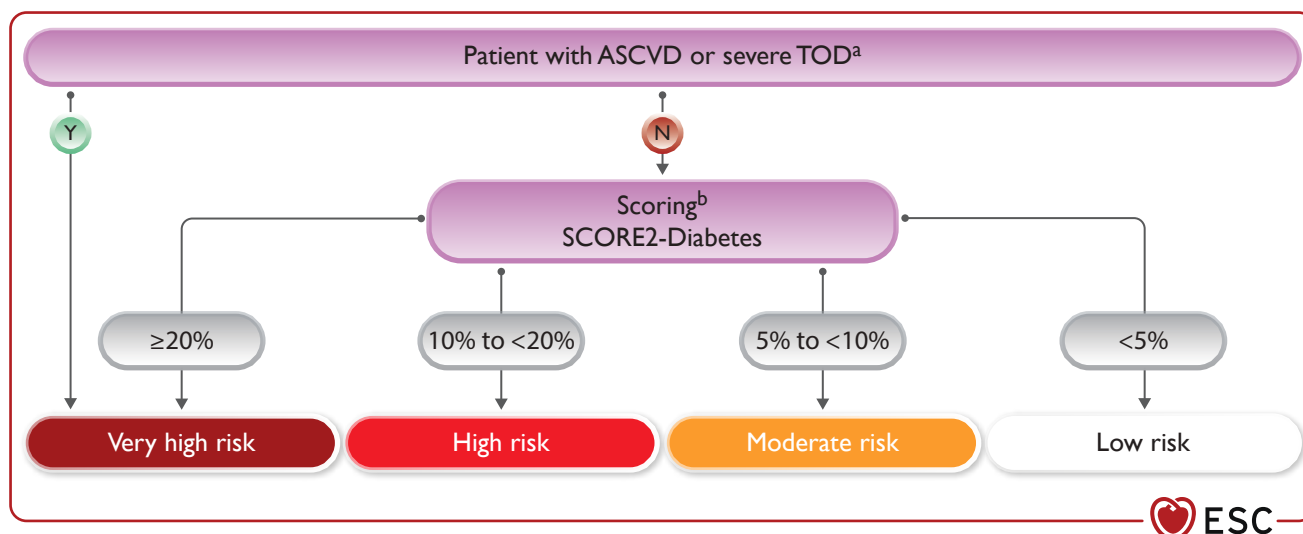 Patient with ASCVD or severe TODᵃ
Y
N
Scoringᵇ
SCORE2-Diabetes
≥20%
10% to <20%
5% to <10%
<5%
Very high risk
High risk
Moderate risk
Low risk
ESC